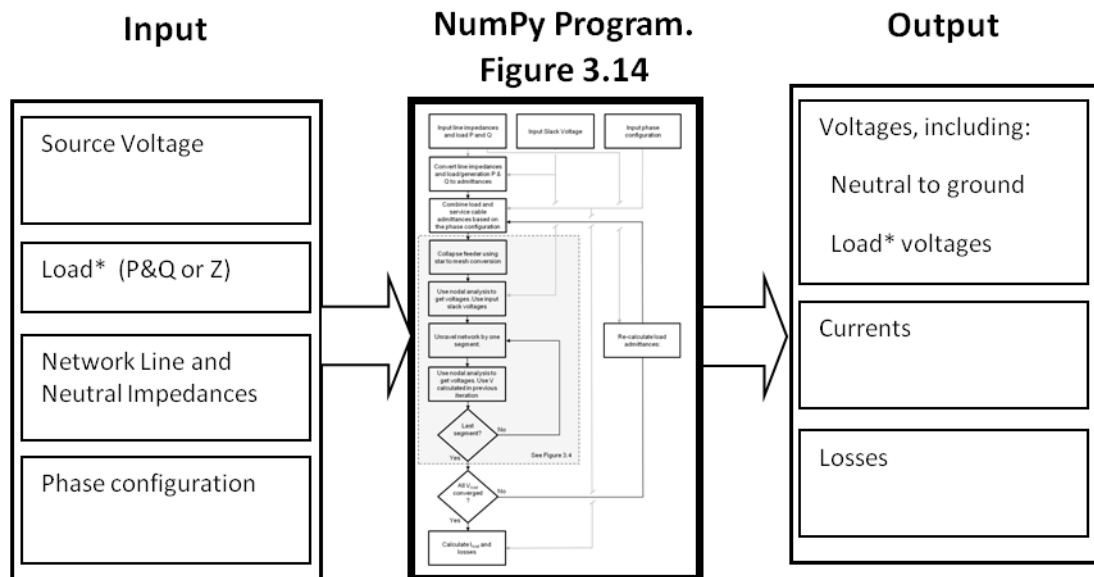 Input
NumPy Program.
Figure 3.14
Output
Source Voltage
Load* (P&Q or Z)
Network Line and
Neutral Impedances
Phase configuration
Input line impedances
and load P and Q
Input Slack Voltage
Input phase
configuration
Convert line impedances
and load/generation P &
Q to admittances
Combine load and
service cable
admittances based on
the phase configuration
Collapse feeder using
star to mesh conversion
Use nodal analysis to
get voltages. Use input
slack voltages
Unravel network by one
segment.
Re-calculate load
admittances:
Use nodal analysis to
get voltages. Use V
calculated in previous
iteration
Last
segment?
No
Yes
See Figure 3.4
All V
converged
?
No
Yes
Calculate I and
losses
Voltages, including:
Neutral to ground
Load* voltages
Currents
Losses